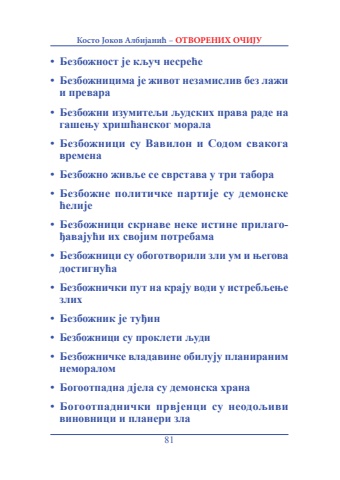 Косто Јоков Албијанић – ОТВОРЕНИХ ОЧИЈУ
• Безбожност је кључ несреће
• Безбожницима је живот незамислив без лажи
и превара
• Безбожни изумитељи људских права раде на
гашењу хришћанског морала
• Безбожници су Вавилон и Содом свакога
времена
• Безбожно живље се сврстава у три табора
• Безбожне политичке партије су демонске
ћелије
• Безбожници скрнаве неке истине прилаго-
ђавајући их својим потребама
• Безбожници су обоготворили зли ум и његова
достигнућа
• Безбожнички пут на крају води у истребљење
злих
• Безбожник је туђин
• Безбожници су проклети људи
• Безбожничке владавине обилују планираним
неморалом
• Богоотпадна дјела су демонска храна
• Богоотпаднички првјенци су неодољиви
виновници и планери зла
81